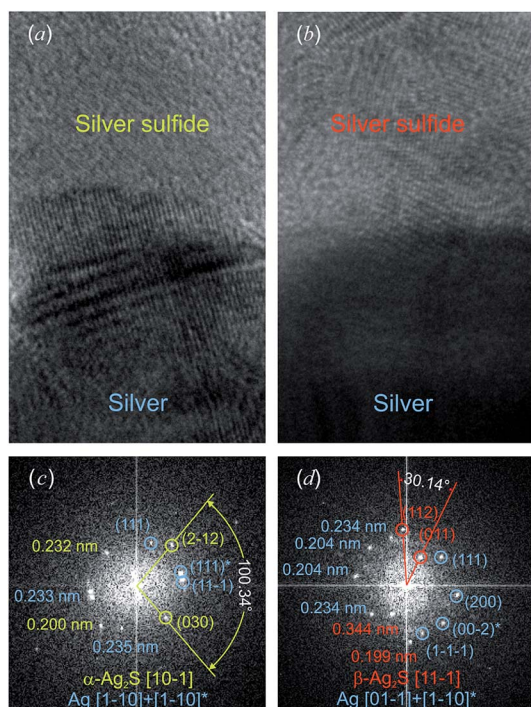 (a)
(b)
Silver sulfide
Silver sulfide
Silver
Silver
(c)
(111)
(2-12)
0.232 nm
(111)*
(11-1)
100.34°
0.233 nm
0.200 nm
(030)
0.235 nm
α-Ag₂S [10-1]
Ag [1-10]+[1-10]*
(d)
30.14°
(112)
0.234 nm
(011)
0.204 nm
(111)
0.204 nm
(200)
0.234 nm
0.344 nm
(00-2)*
(1-1-1)
0.199 nm
β-Ag₂S [11-1]
Ag [01-1]+[1-10]*